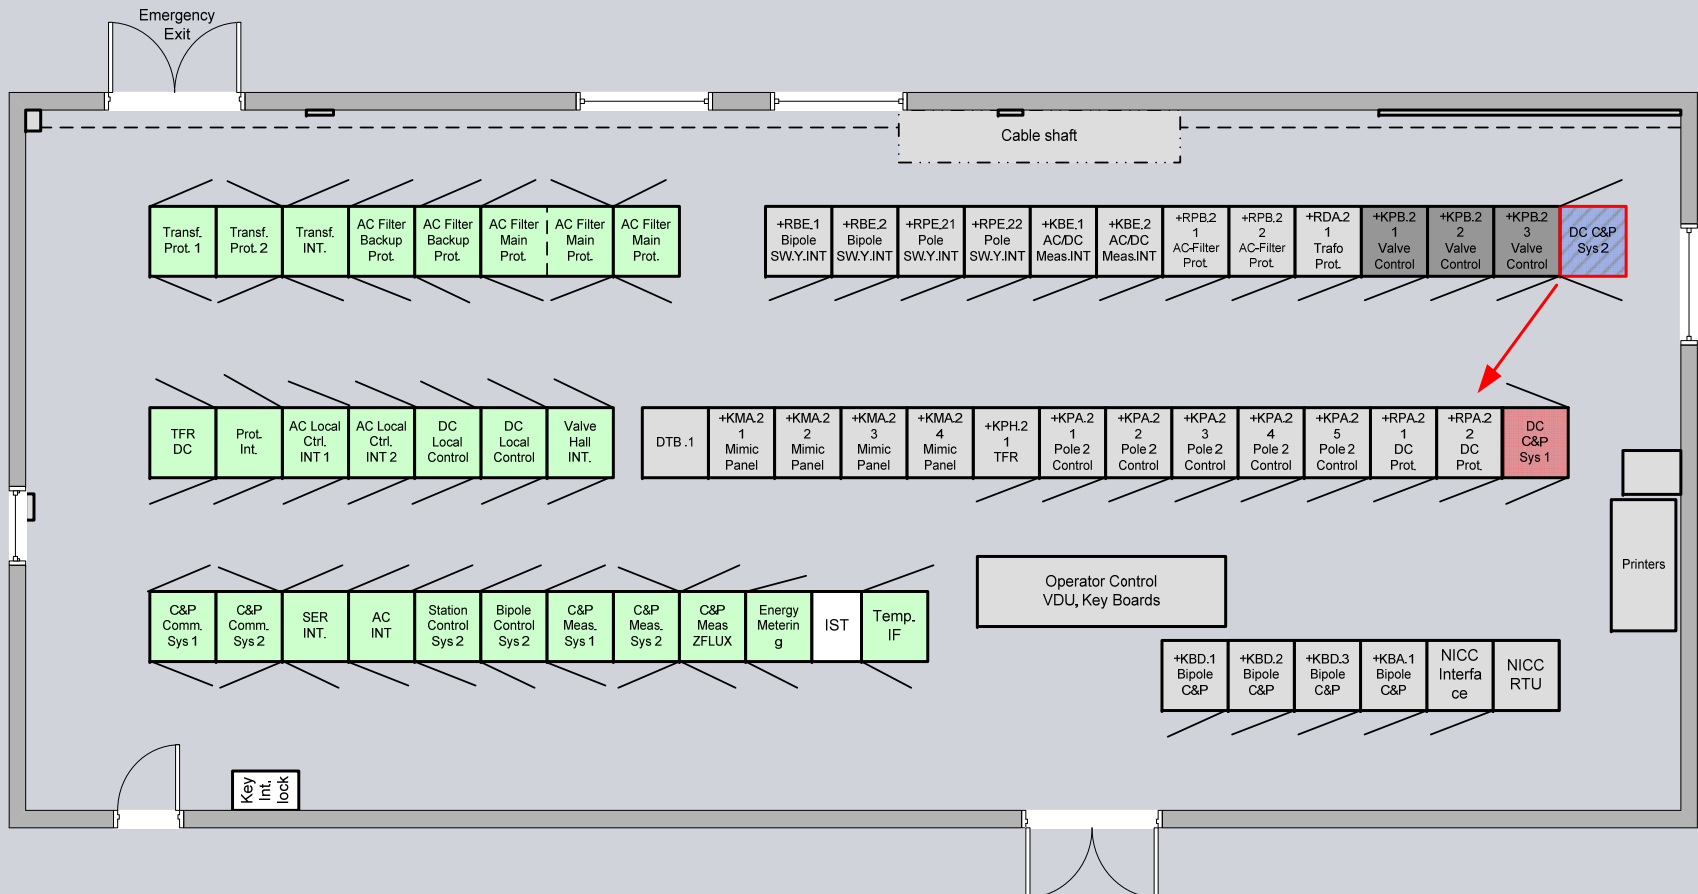 Emergency
Exit
Cable shaft
Transf.
Prot. 1
Transf.
Prot. 2
Transf.
INT.
AC Filter
Backup
Prot.
AC Filter
Backup
Prot.
AC Filter
Main
Prot.
AC Filter
Main
Prot.
AC Filter
Main
Prot.
+RBE.1
Bipole
SW.Y.INT
+RBE.2
Bipole
SW.Y.INT
+RPE.21
Pole
SW.Y.INT
+RPE.22
Pole
SW.Y.INT
+KBE.1
AC/DC
Meas.INT
+KBE.2
AC/DC
Meas.INT
+RPB.2
1
AC-Filter
Prot.
+RPB.2
2
AC-Filter
Prot.
+RDA.2
1
Trafo
Prot.
+KPB.2
1
Valve
Control
+KPB.2
2
Valve
Control
+KPB.2
3
Valve
Control
DC C&P
Sys 2
TFR
DC
Prot.
Int.
AC Local
Ctrl.
INT 1
AC Local
Ctrl.
INT 2
DC
Local
Control
DC
Local
Control
Valve
Hall
INT.
DTB .1
+KMA.2
1
Mimic
Panel
+KMA.2
2
Mimic
Panel
+KMA.2
3
Mimic
Panel
+KMA.2
4
Mimic
Panel
+KPH.2
1
TFR
+KPA.2
1
Pole 2
Control
+KPA.2
2
Pole 2
Control
+KPA.2
3
Pole 2
Control
+KPA.2
4
Pole 2
Control
+KPA.2
5
Pole 2
Control
+RPA.2
1
DC
Prot.
+RPA.2
2
DC
Prot.
DC
C&P
Sys 1
Printers
Operator Control
VDU, Key Boards
C&P
Comm.
Sys 1
C&P
Comm.
Sys 2
SER
INT.
AC
INT
Station
Control
Sys 2
Bipole
Control
Sys 2
C&P
Meas.
Sys 1
C&P
Meas.
Sys 2
C&P
Meas
ZFLUX
Energy
Meterin
g
IST
Temp.
IF
+KBD.1
Bipole
C&P
+KBD.2
Bipole
C&P
+KBD.3
Bipole
C&P
+KBA.1
Bipole
C&P
NICC
Interfa
ce
NICC
RTU
Key
Int.
lock